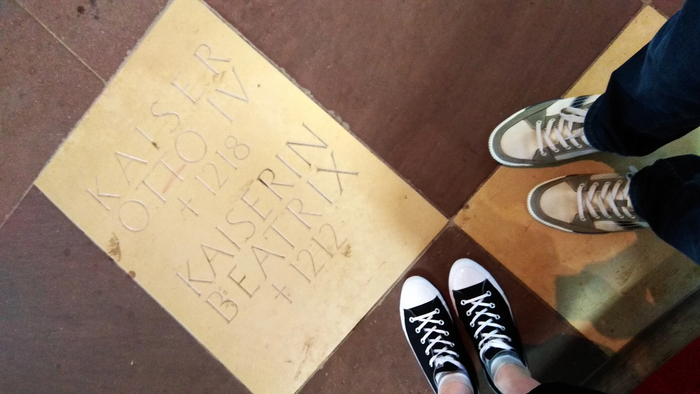 KAISER
OTTO IV
† 1218
KAISERIN
BEATRIX
† 1212